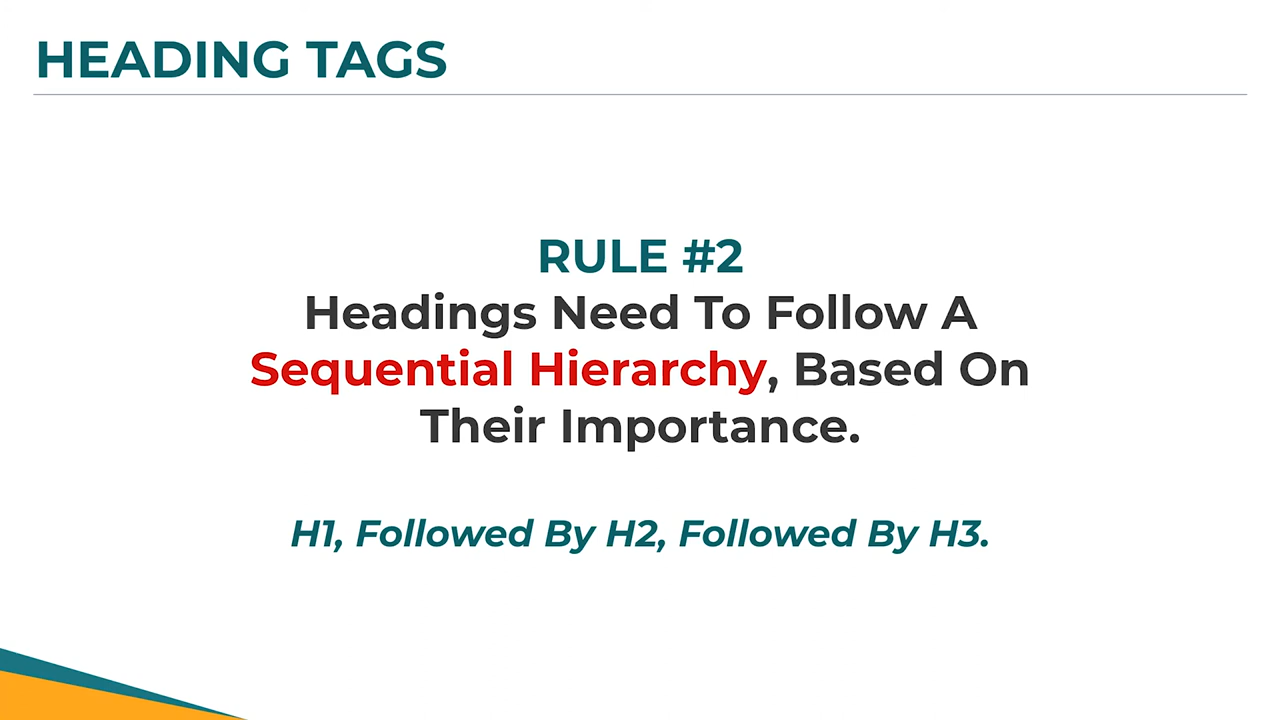 HEADING TAGS
RULE #2
Headings Need To Follow A
Sequential Hierarchy, Based On
Their Importance.
H1, Followed By H2, Followed By H3.